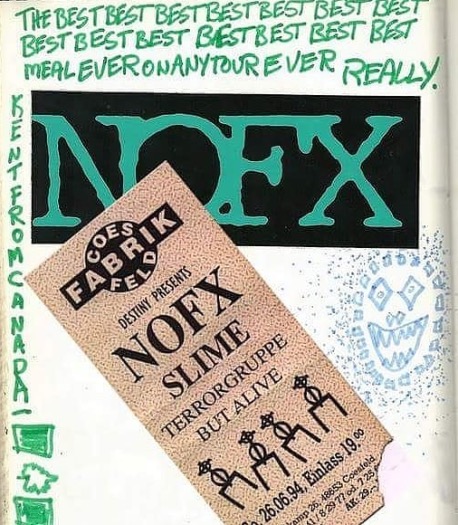 THE BEST BEST BEST BEST BEST BEST BEST
BEST BEST BEST BEST BEST BEST BEST
MEAL EVER ON ANY TOUR EVER REALLY.
KENT FROM CANADA!
NOFX
COES
FABRIK
FELD
DESTINY PRESENTS
NOFX
SLIME
TERRORGRUPPE
BUT ALIVE
26.06.94, Einlass 19.00
26, 48653 Coesfeld